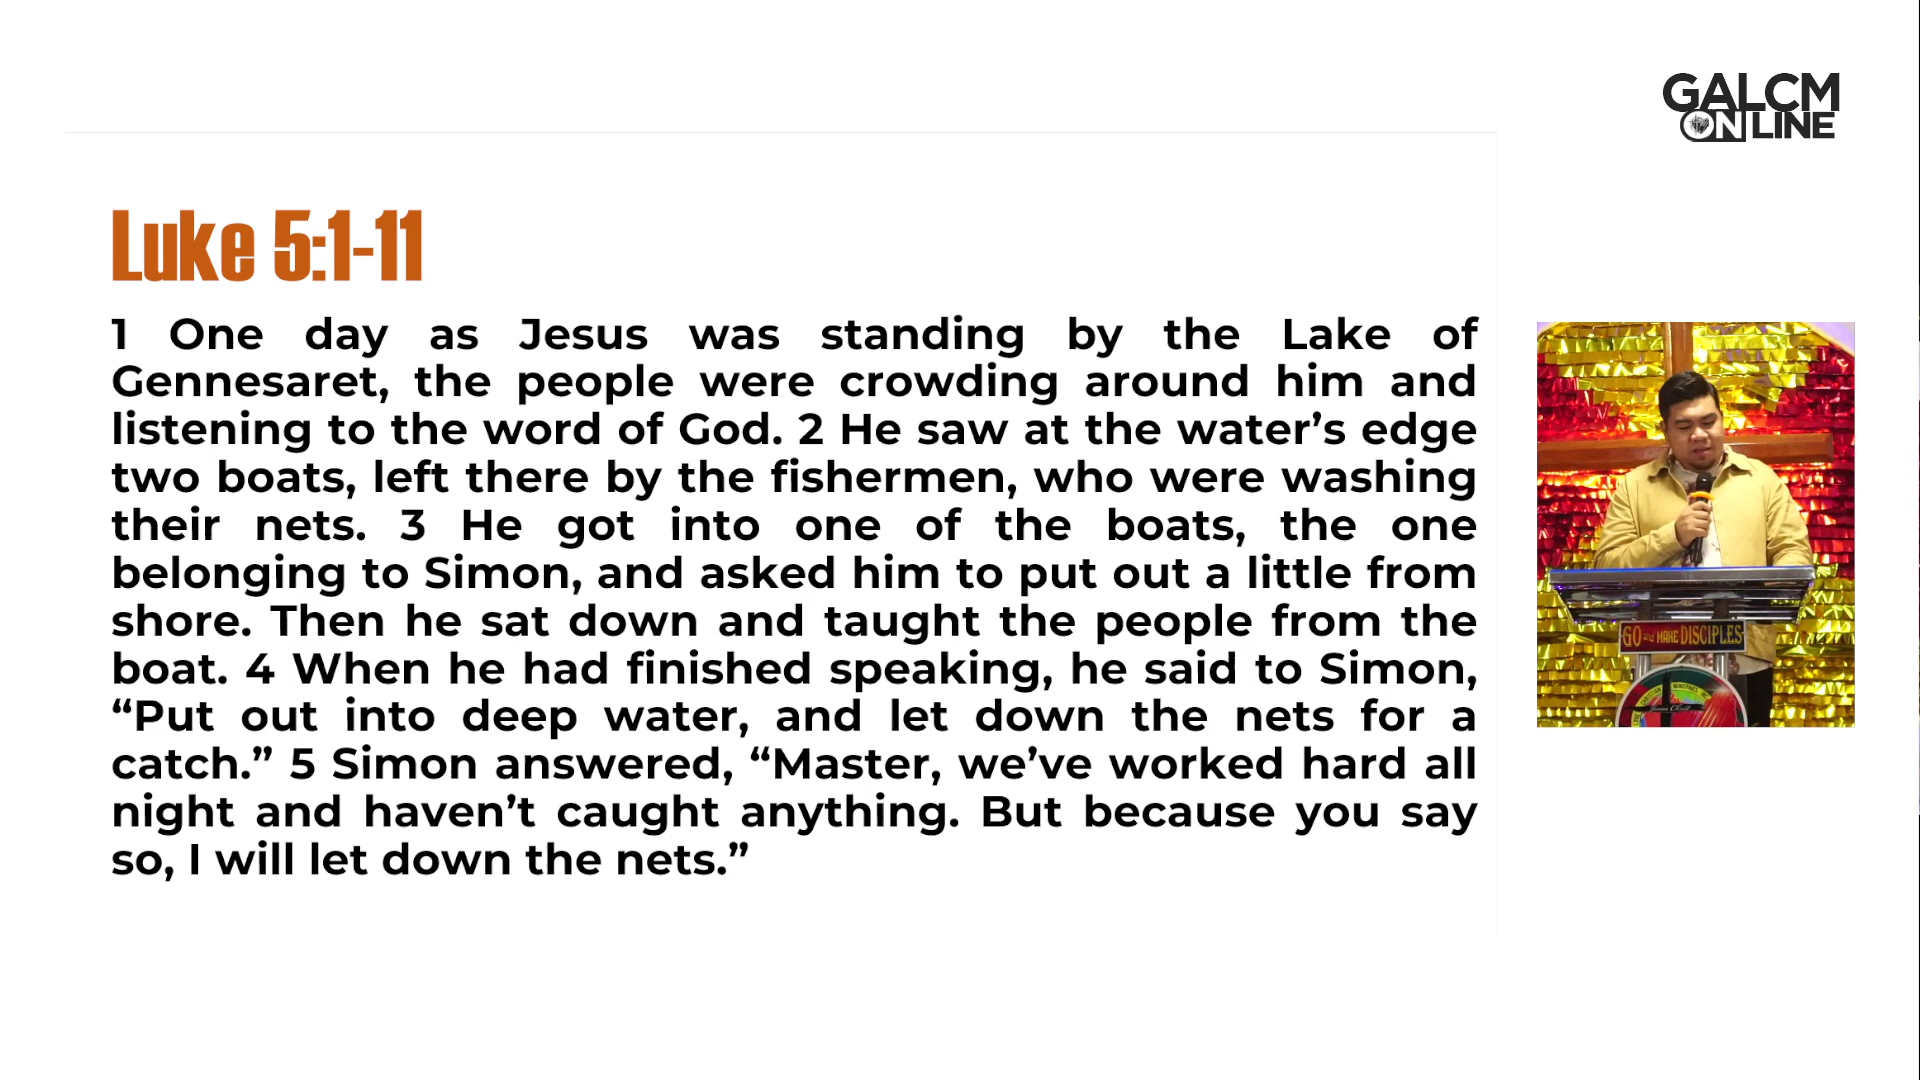 GALCM
ONLINE
Luke 5:1-11
1 One day as Jesus was standing by the Lake of
Gennesaret, the people were crowding around him and
listening to the word of God. 2 He saw at the water’s edge
two boats, left there by the fishermen, who were washing
their nets. 3 He got into one of the boats, the one
belonging to Simon, and asked him to put out a little from
shore. Then he sat down and taught the people from the
boat. 4 When he had finished speaking, he said to Simon,
“Put out into deep water, and let down the nets for a
catch.” 5 Simon answered, “Master, we’ve worked hard all
night and haven’t caught anything. But because you say
so, I will let down the nets.”
GO and MAKE DISCIPLES
Jesus Christ